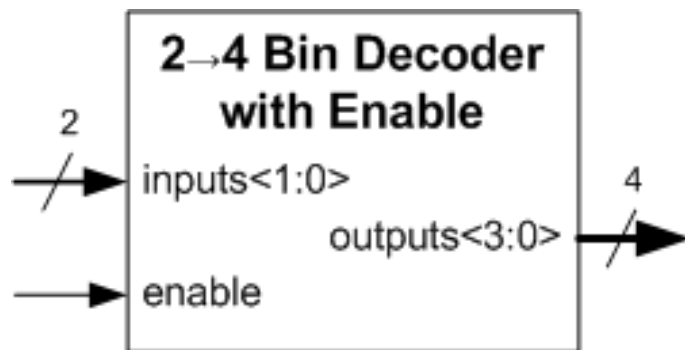 2→4 Bin Decoder
with Enable
2
inputs<1:0>
4
outputs<3:0>
enable